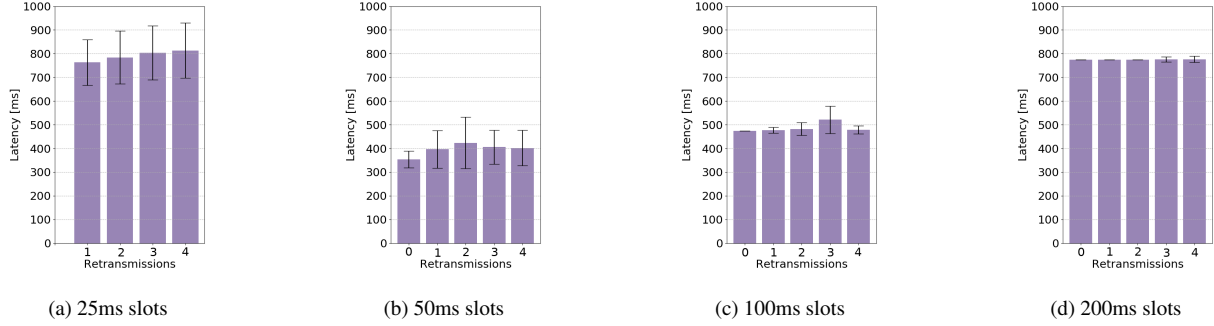 1000
900
800
700
600
500
400
300
200
100
0
Latency [ms]
1 2 3 4
Retransmissions
(a) 25ms slots
1000
900
800
700
600
500
400
300
200
100
0
Latency [ms]
0 1 2 3 4
Retransmissions
(b) 50ms slots
1000
900
800
700
600
500
400
300
200
100
0
Latency [ms]
0 1 2 3 4
Retransmissions
(c) 100ms slots
1000
900
800
700
600
500
400
300
200
100
0
Latency [ms]
0 1 2 3 4
Retransmissions
(d) 200ms slots